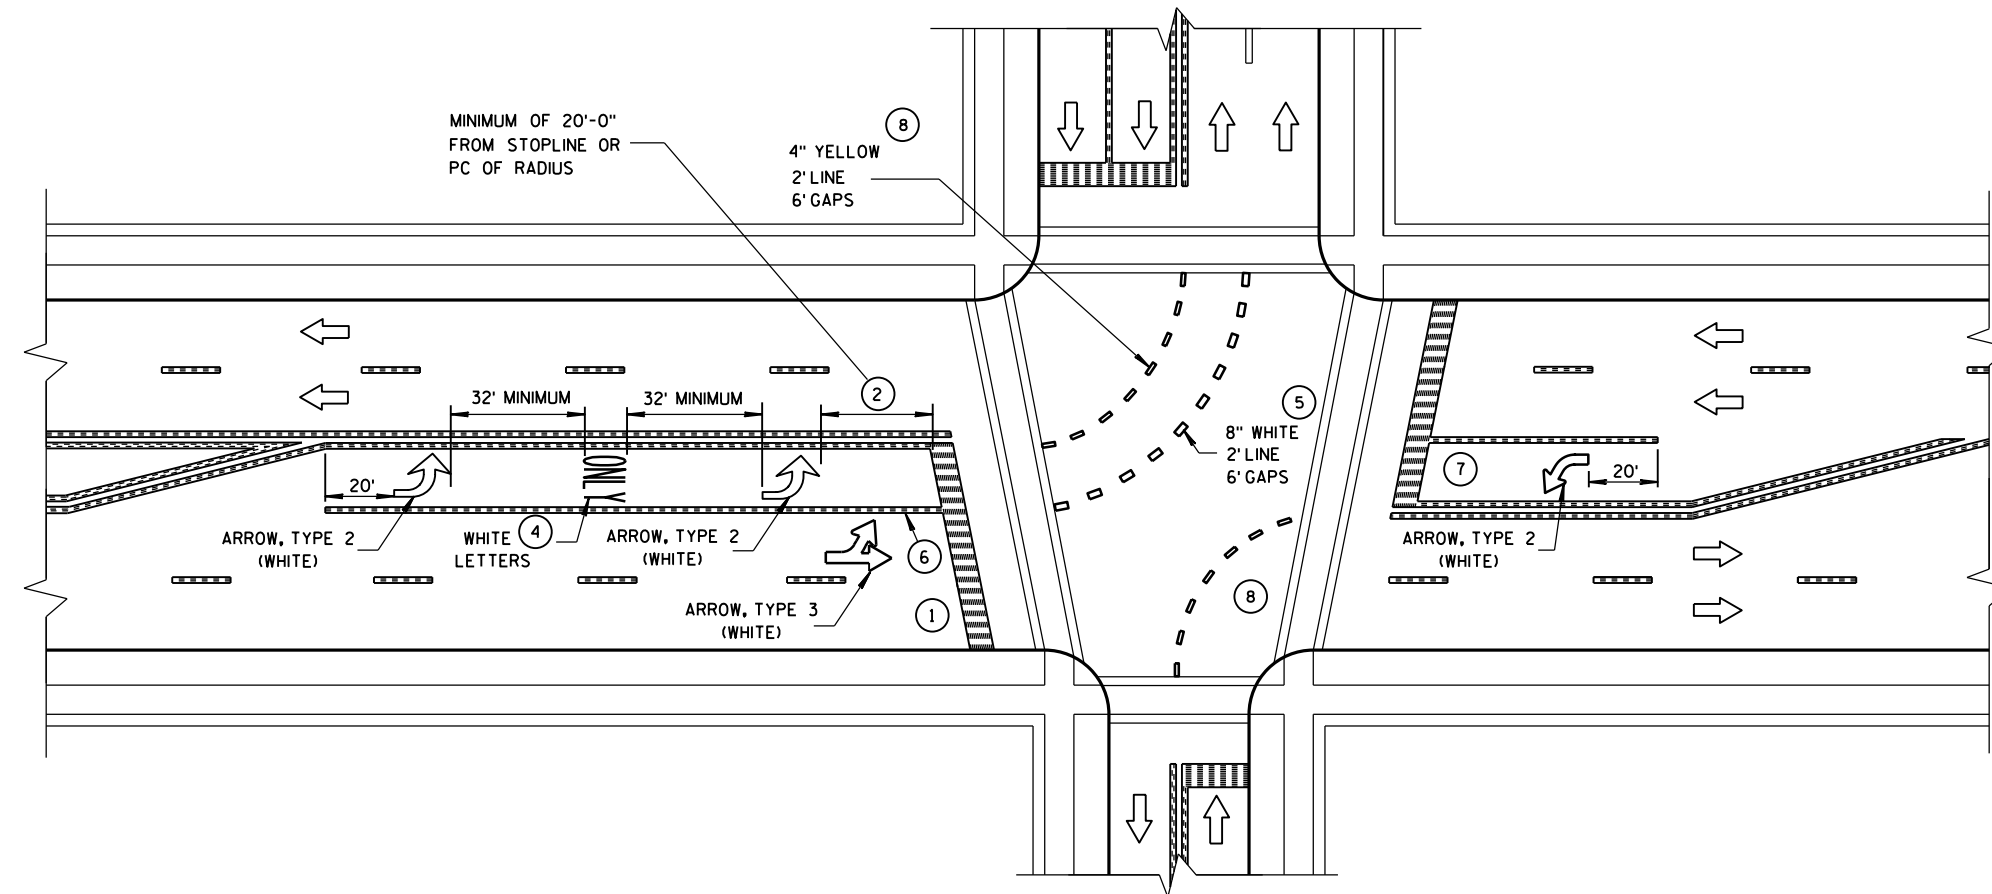 MINIMUM OF 20'-0"
FROM STOPLINE OR
PC OF RADIUS
8
4" YELLOW
2' LINE
6' GAPS
32' MINIMUM
32' MINIMUM
2
5
8" WHITE
2' LINE
6' GAPS
20'
ONLY
7
20'
ARROW, TYPE 2
(WHITE)
WHITE
LETTERS
4
ARROW, TYPE 2
(WHITE)
6
ARROW, TYPE 2
(WHITE)
ARROW, TYPE 3
(WHITE)
1
8